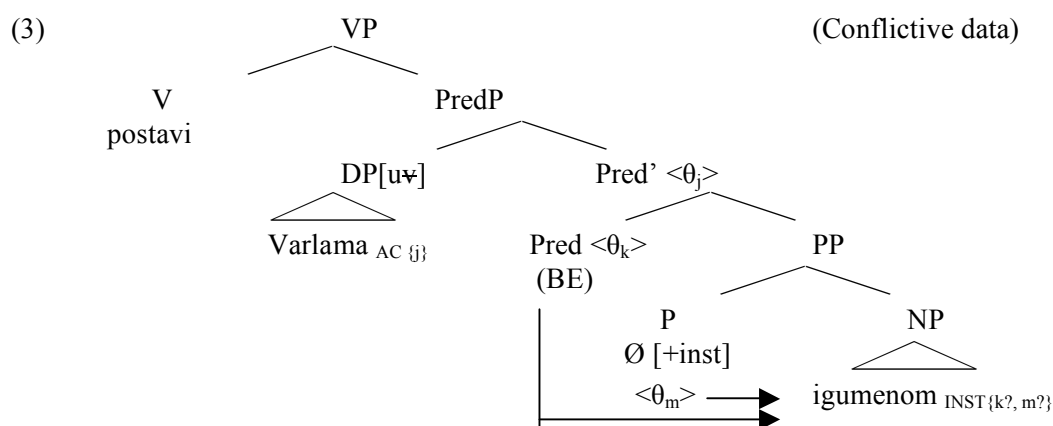 (3) VP (Conflictive data)
V PredP
postavi
DP[uv̶] Pred’ <θj>
Varlama AC {j} Pred <θk> PP
(BE)
P NP
Ø [+inst]
<θm> igumenom INST{k?, m?}